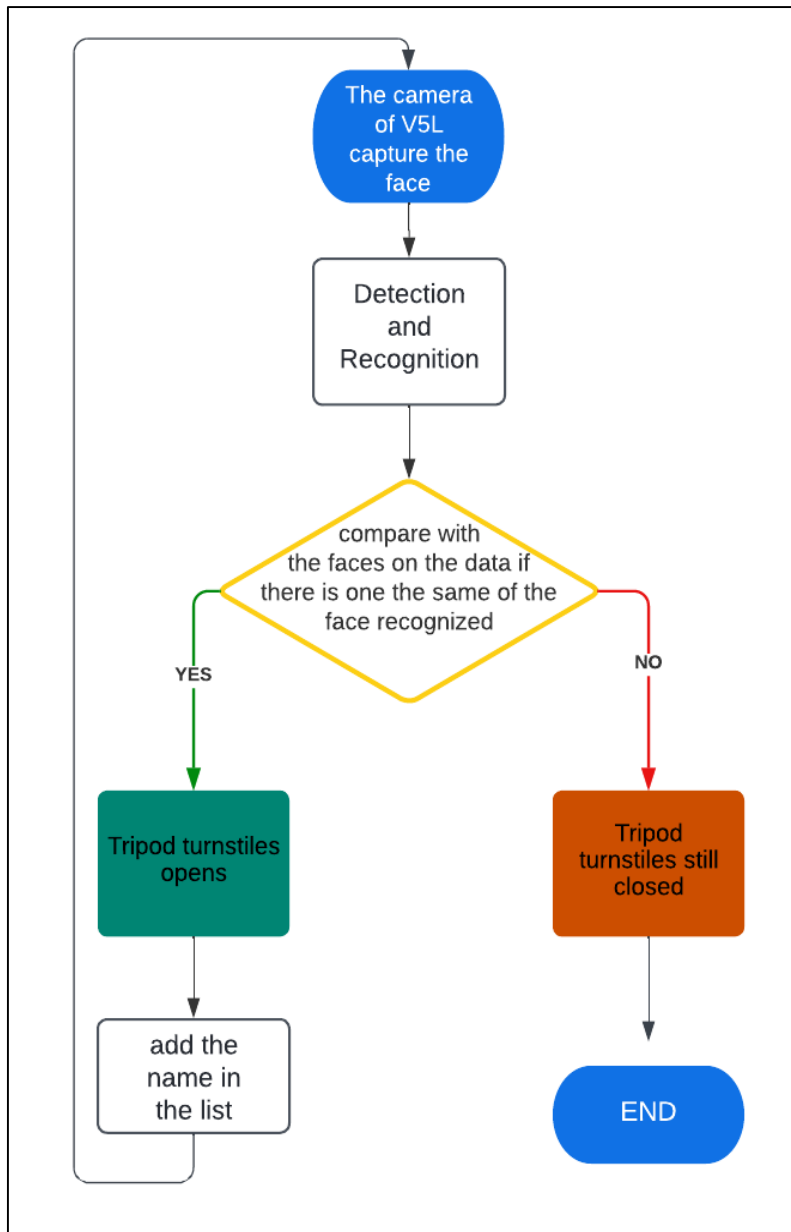 The camera
of V5L
capture the
face
Detection
and
Recognition
compare with
the faces on the data if
there is one the same of the
face recognized
YES
NO
Tripod turnstiles
opens
Tripod
turnstiles still
closed
add the
name in
the list
END